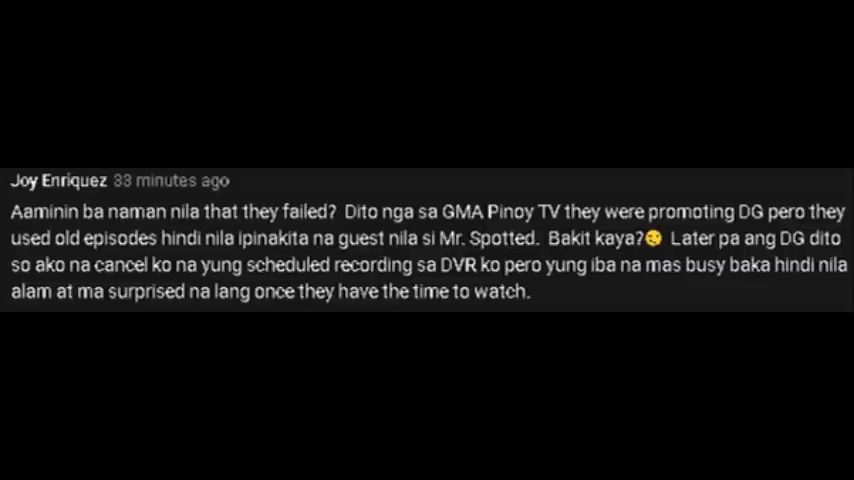 Joy Enriquez 33 minutes ago
Aaminin ba naman nila that they failed?  Dito nga sa GMA Pinoy TV they were promoting DG pero they
used old episodes hindi nila ipinakita na guest nila si Mr. Spotted.  Bakit kaya?  Later pa ang DG dito
so ako na cancel ko na yung scheduled recording sa DVR ko pero yung iba na mas busy baka hindi nila
alam at ma surprised na lang once they have the time to watch.